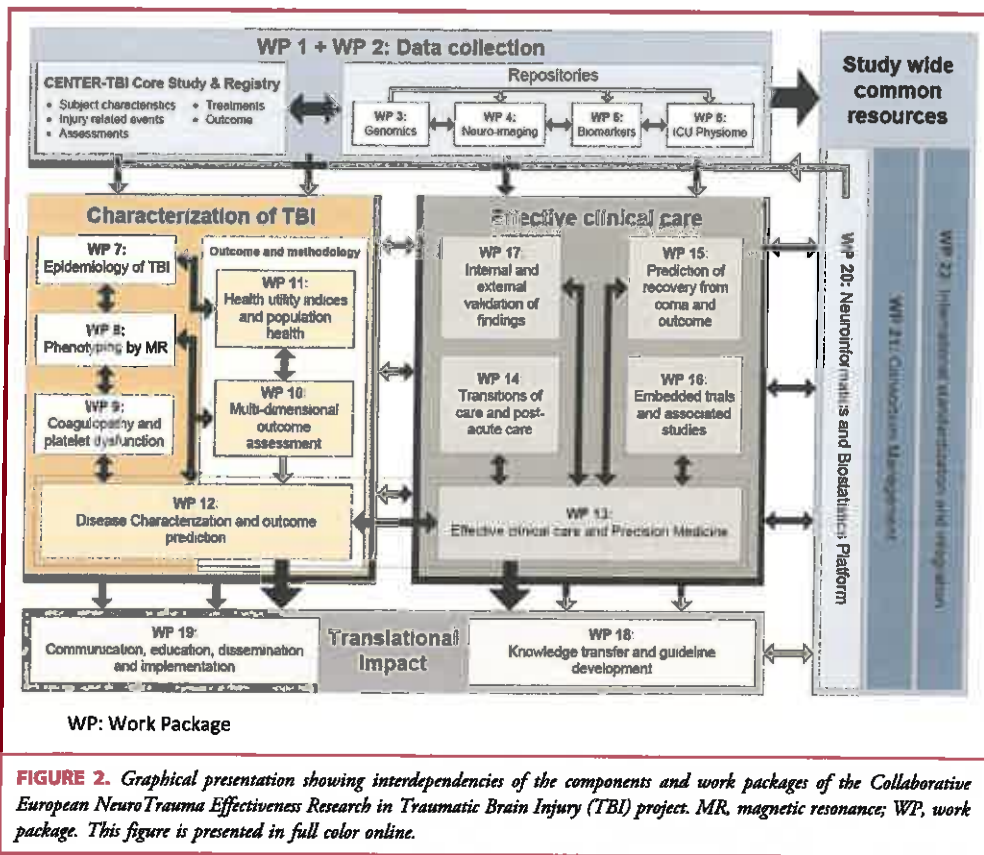 WP 1 + WP 2: Data collection
CENTER-TBI Core Study & Registry
• Subject characteristics
• Injury related events
• Assessments
• Treatments
• Outcome
Repositories
WP 3:
Genomics
WP 4:
Neuro-imaging
WP 5:
Biomarkers
WP 6:
ICU Physiome
Study wide
common
resources
Characterization of TBI
WP 7:
Epidemiology of TBI
WP 8:
Phenotyping by MR
WP 9:
Coagulopathy and
platelet dysfunction
Outcome and methodology
WP 11:
Health utility indices
and population
health
WP 10:
Multi-dimensional
outcome
assessment
WP 12:
Disease Characterization and outcome
prediction
Effective clinical care
WP 17:
Internal and
external
validation of
findings
WP 15:
Prediction of
recovery from
coma and
outcome
WP 14:
Transitions of
care and post-
acute care
WP 16:
Embedded trials
and associated
studies
WP 13:
Effective clinical care and Precision Medicine
WP 20: Neuroinformatics and Biostatistics Platform
WP 21:
Management
WP 22: International
and integration
WP 19:
Communication, education, dissemination
and implementation
Translational
Impact
WP 18:
Knowledge transfer and guideline
development
WP: Work Package
FIGURE 2. Graphical presentation showing interdependencies of the components and work packages of the Collaborative
European NeuroTrauma Effectiveness Research in Traumatic Brain Injury (TBI) project. MR, magnetic resonance; WP, work
package. This figure is presented in full color online.